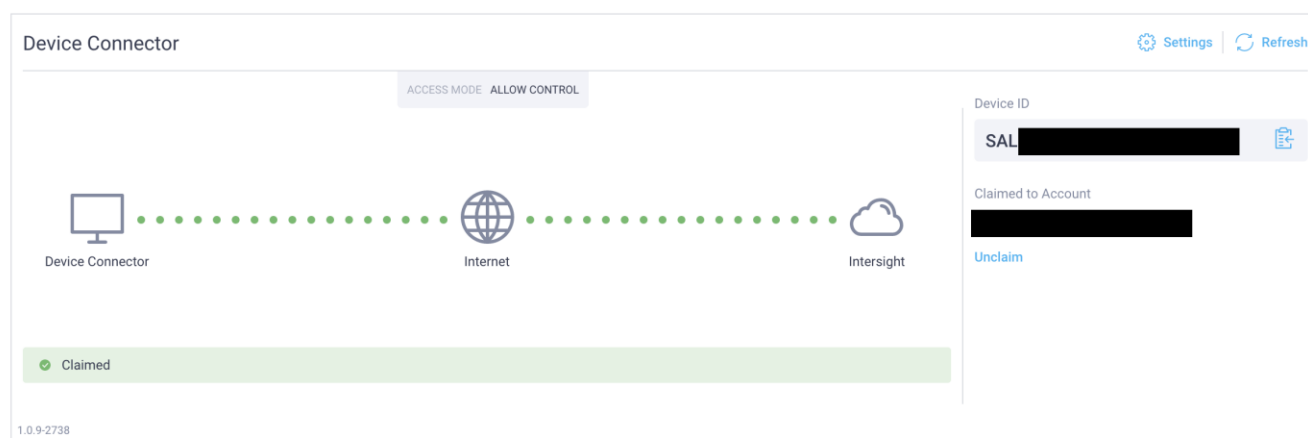 Device Connector
Settings
Refresh
ACCESS MODE ALLOW CONTROL
Device ID
SAL
Claimed to Account
Unclaim
Device Connector
Internet
Intersight
Claimed
1.0.9-2738